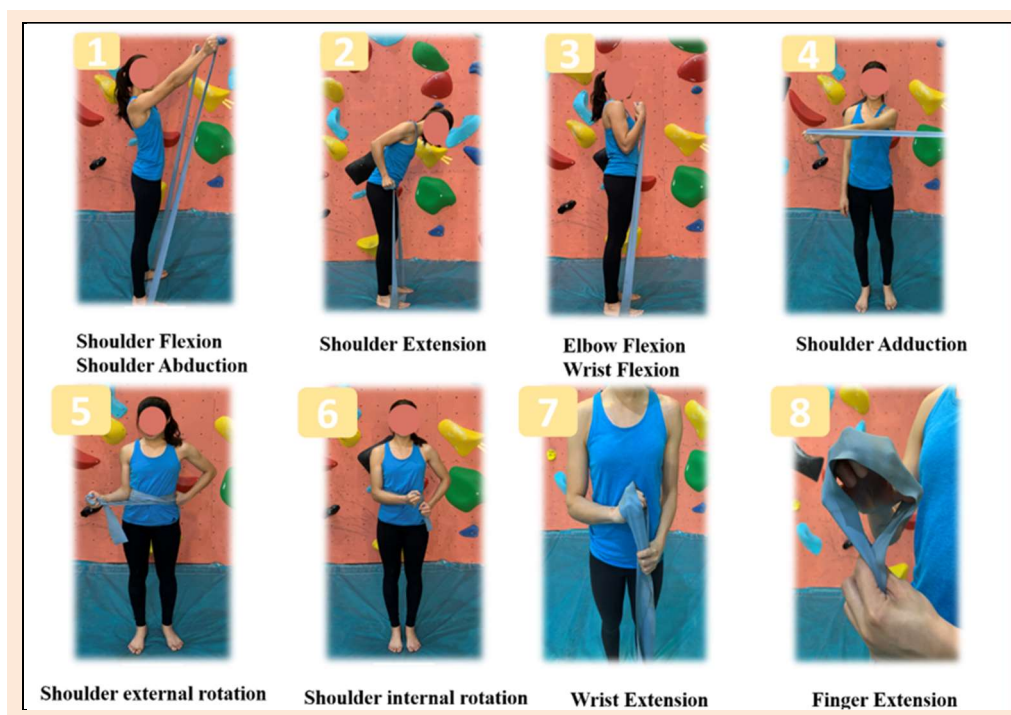 1
2
3
4
Shoulder Flexion
Shoulder Abduction
Shoulder Extension
Elbow Flexion
Wrist Flexion
Shoulder Adduction
5
6
7
8
Shoulder external rotation
Shoulder internal rotation
Wrist Extension
Finger Extension